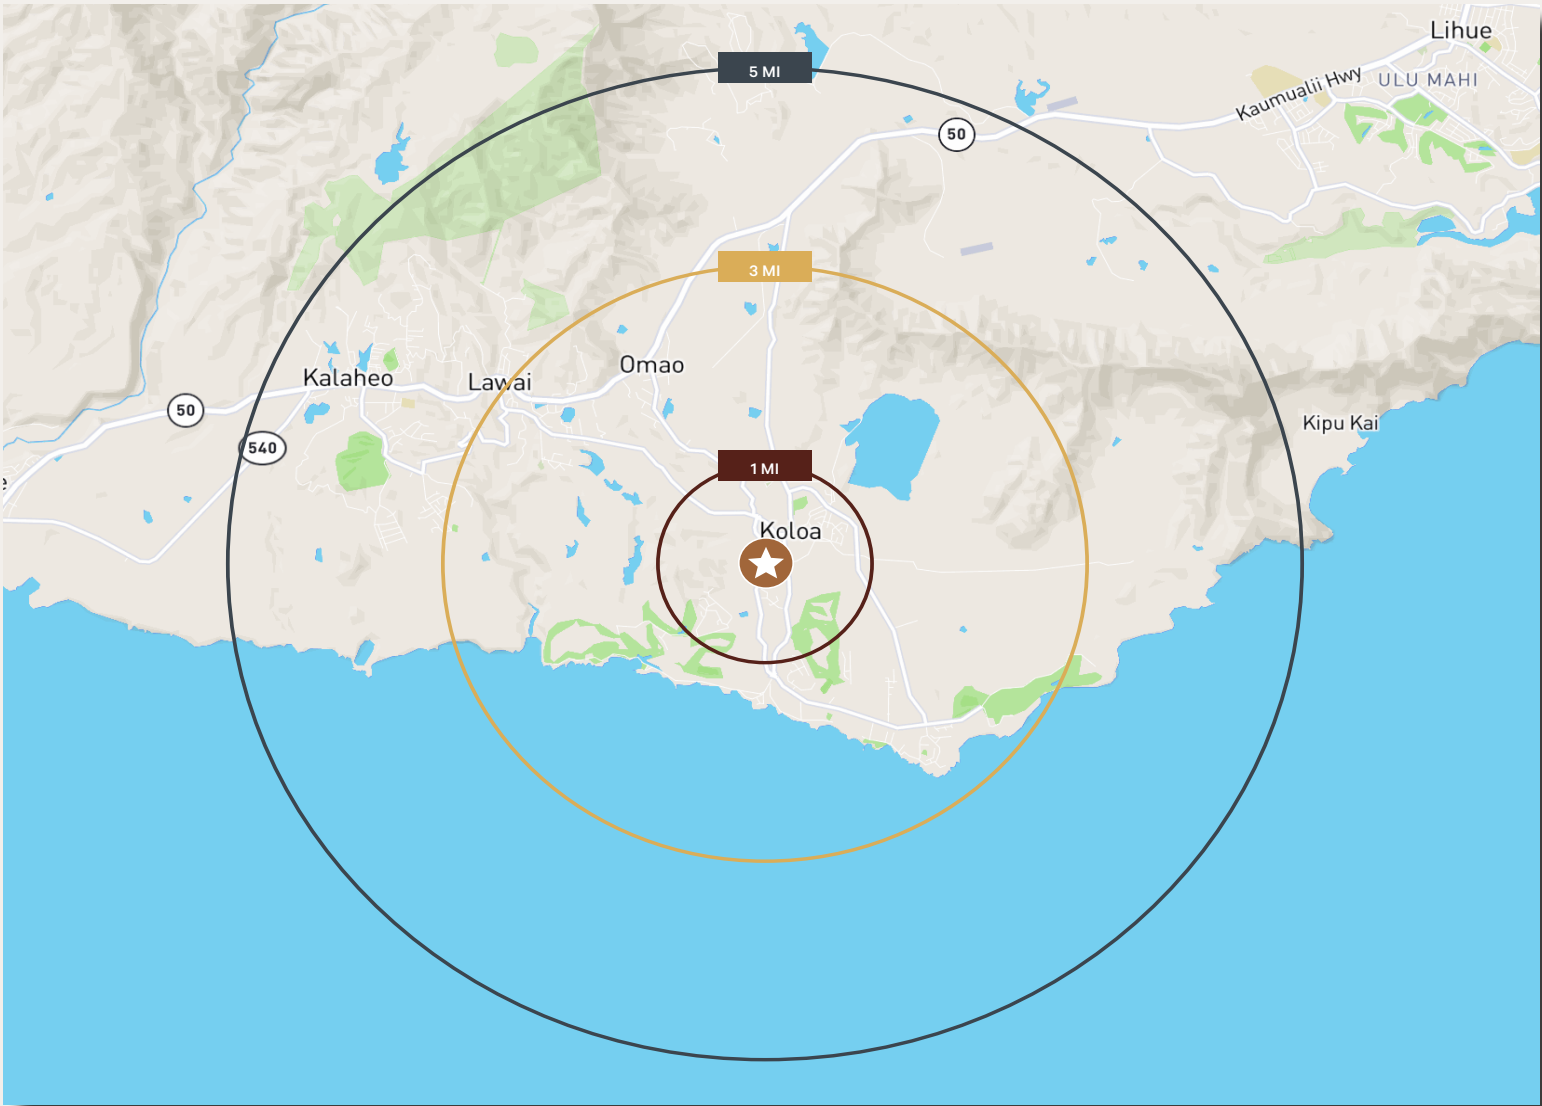 Lihue
5 MI
Kaumualii Hwy
ULU MAHI
50
3 MI
Omao
Kalaheo
Lawai
50
Kipu Kai
540
1 MI
e
Koloa